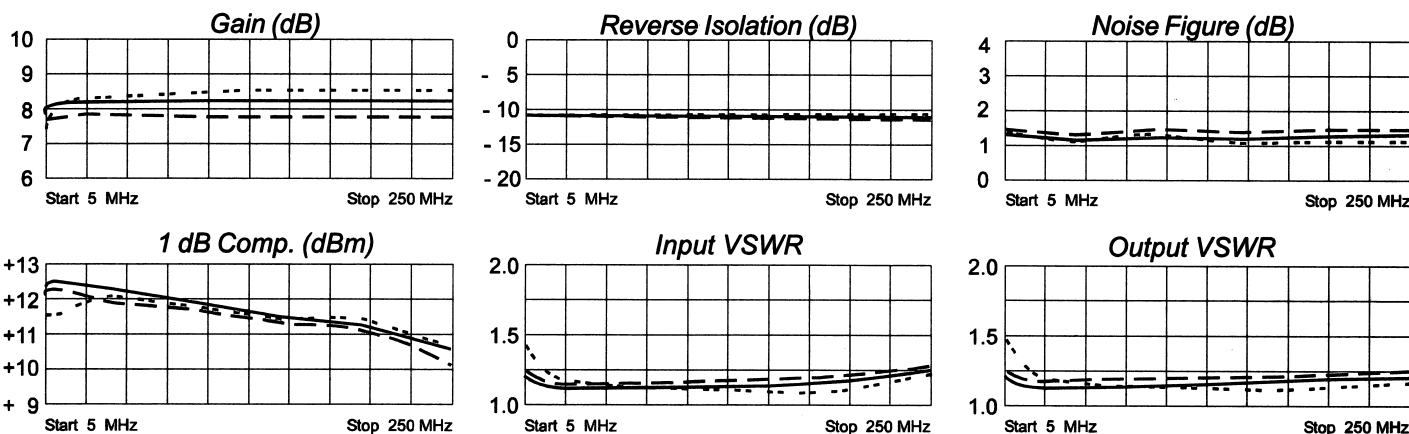 Gain (dB)
10
9
8
7
6
Start 5 MHz
Stop 250 MHz
Reverse Isolation (dB)
0
- 5
- 10
- 15
- 20
Start 5 MHz
Stop 250 MHz
Noise Figure (dB)
4
3
2
1
0
Start 5 MHz
Stop 250 MHz
1 dB Comp. (dBm)
+13
+12
+11
+10
+ 9
Start 5 MHz
Stop 250 MHz
Input VSWR
2.0
1.5
1.0
Start 5 MHz
Stop 250 MHz
Output VSWR
2.0
1.5
1.0
Start 5 MHz
Stop 250 MHz